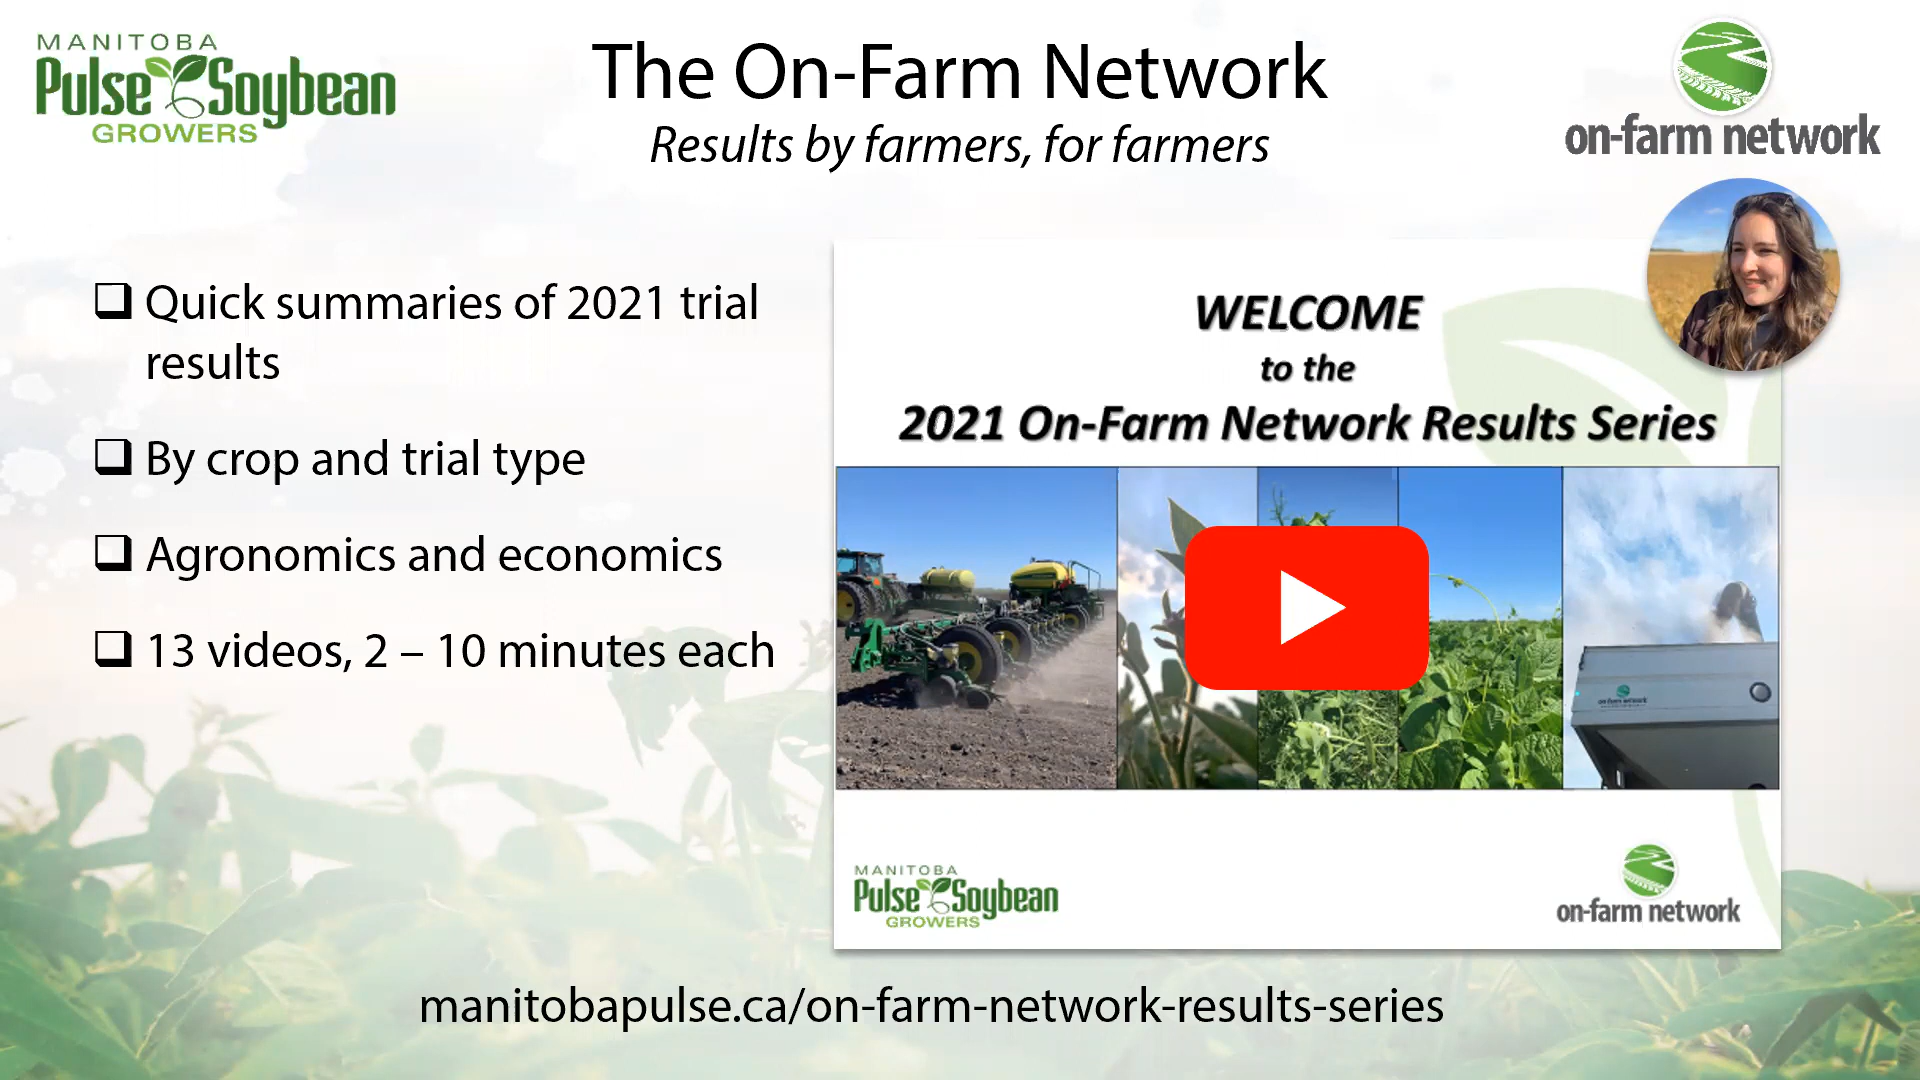 MANITOBA
Pulse Soybean
GROWERS
The On-Farm Network
Results by farmers, for farmers
on-farm network
Quick summaries of 2021 trial
results
By crop and trial type
Agronomics and economics
13 videos, 2 – 10 minutes each
WELCOME
to the
2021 On-Farm Network Results Series
on-farm network
MANITOBA
Pulse Soybean
GROWERS
on-farm network
manitobapulse.ca/on-farm-network-results-series